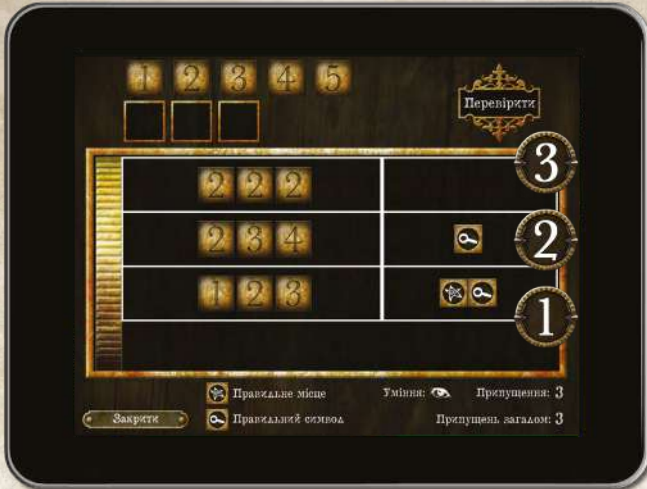 1 2 3 4 5
Перевірити
2 2 2
3
2 3 4
2
1 2 3
1
Правильне місце
Уміння:
Припущення: 3
Закрити
Правильний символ
Припущень загалом: 3